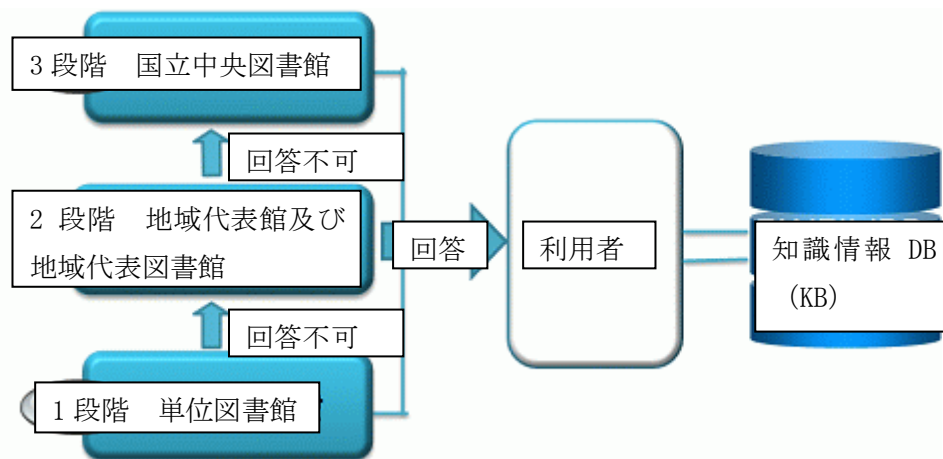 3段階　国立中央図書館
回答不可
2 段階　地域代表館及び
地域代表図書館
回答
利用者
知識情報 DB
（KB）
回答不可
1段階　単位図書館